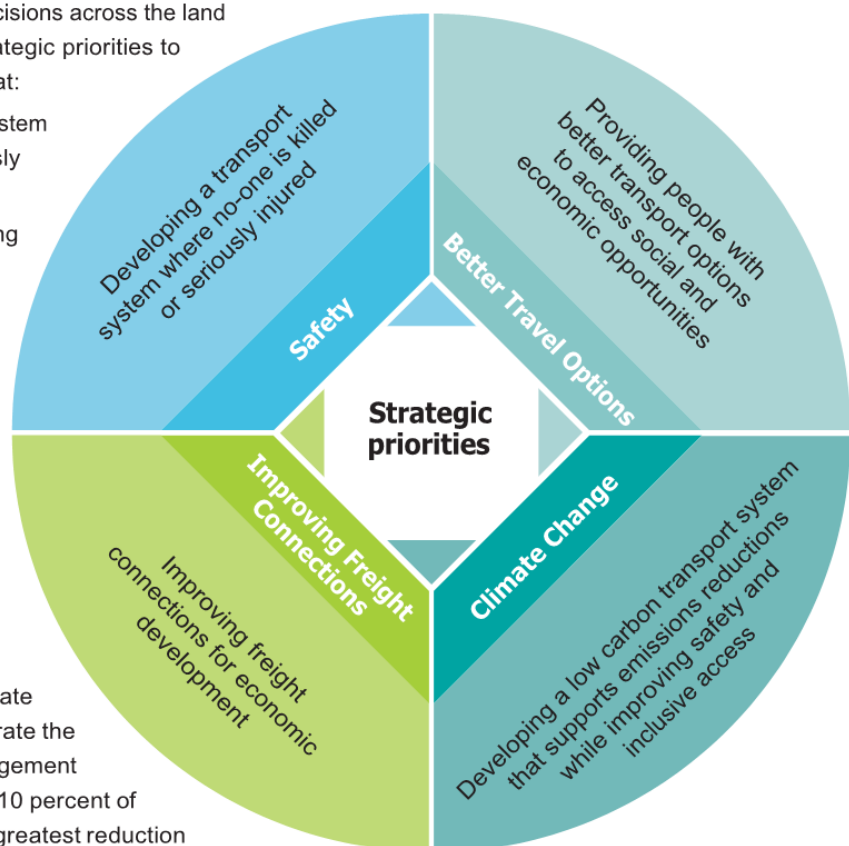 cisions across the land
ategic priorities to
at:
stem
sly
ng
Developing a transport
system where no-one is killed
or seriously injured
Safety
Providing people with
better transport options
to access social and
economic opportunities
Better Travel Options
Strategic
priorities
Improving Freight
Connections
Improving freight
connections for economic
development
Climate Change
Developing a low carbon transport system
that supports emissions reductions
while improving safety and
inclusive access
ate
rate the
gement
10 percent of
greatest reduction